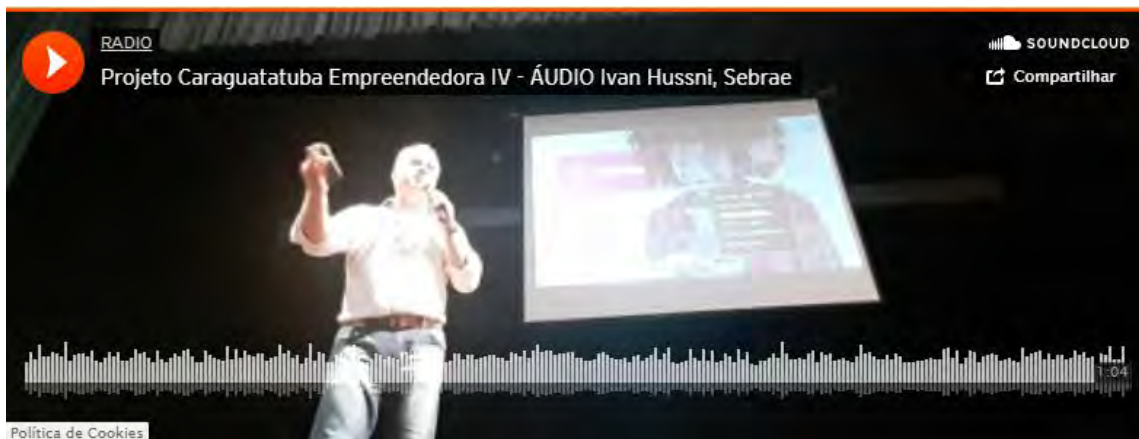 RADIO
SOUNDCLOUD
Projeto Caraguatatuba Empreendedora IV - ÁUDIO Ivan Hussni, Sebrae
Compartilhar
1:04
Política de Cookies